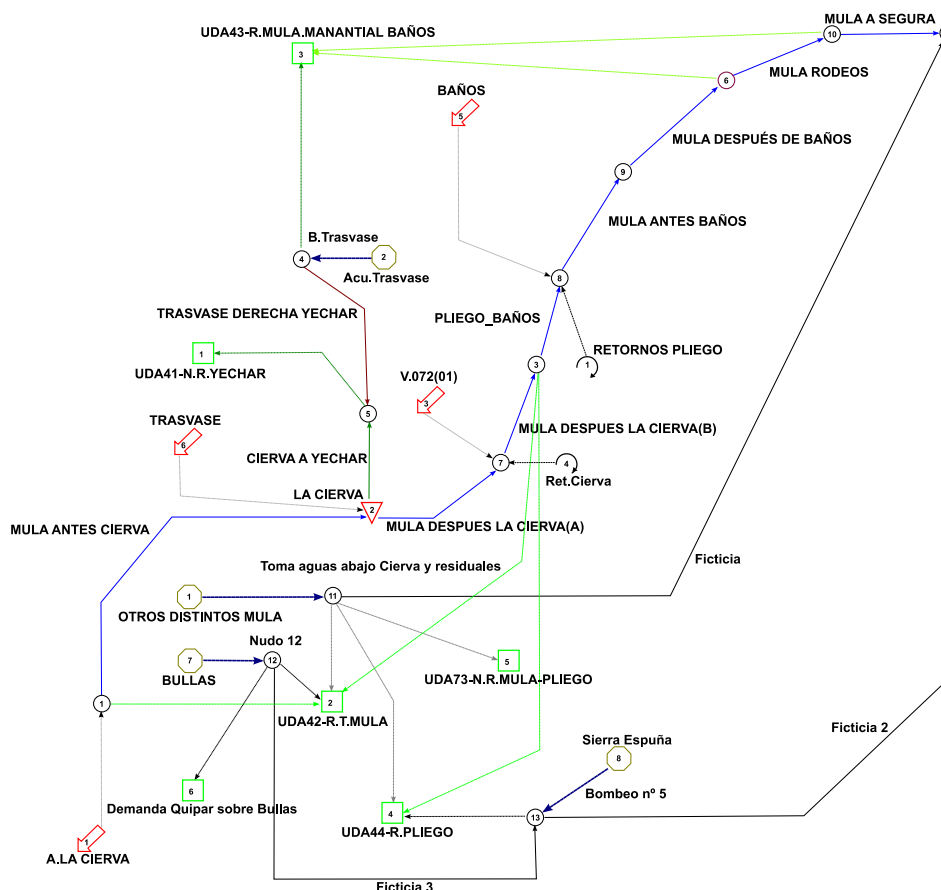 MULA A SEGURA
10
UDA43-R.MULA.MANANTIAL BAÑOS
3
MULA RODEOS
6
BAÑOS
5
MULA DESPUÉS DE BAÑOS
9
MULA ANTES BAÑOS
B.Trasvase
4
2
Acu.Trasvase
8
TRASVASE DERECHA YECHAR
PLIEGO_BAÑOS
1
UDA41-N.R.YECHAR
RETORNOS PLIEGO
3
1
V.072(01)
3
5
TRASVASE
6
MULA DESPUES LA CIERVA(B)
CIERVA A YECHAR
7
4
Ret.Cierva
LA CIERVA
2
MULA ANTES CIERVA
MULA DESPUES LA CIERVA(A)
Ficticia
Toma aguas abajo Cierva y residuales
1
11
OTROS DISTINTOS MULA
Nudo 12
7
12
BULLAS
5
UDA73-N.R.MULA-PLIEGO
1
2
UDA42-R.T.MULA
Ficticia 2
Sierra Espuña
8
6
Bombeo nº 5
Demanda Quipar sobre Bullas
4
13
UDA44-R.PLIEGO
1
A.LA CIERVA
Ficticia 3